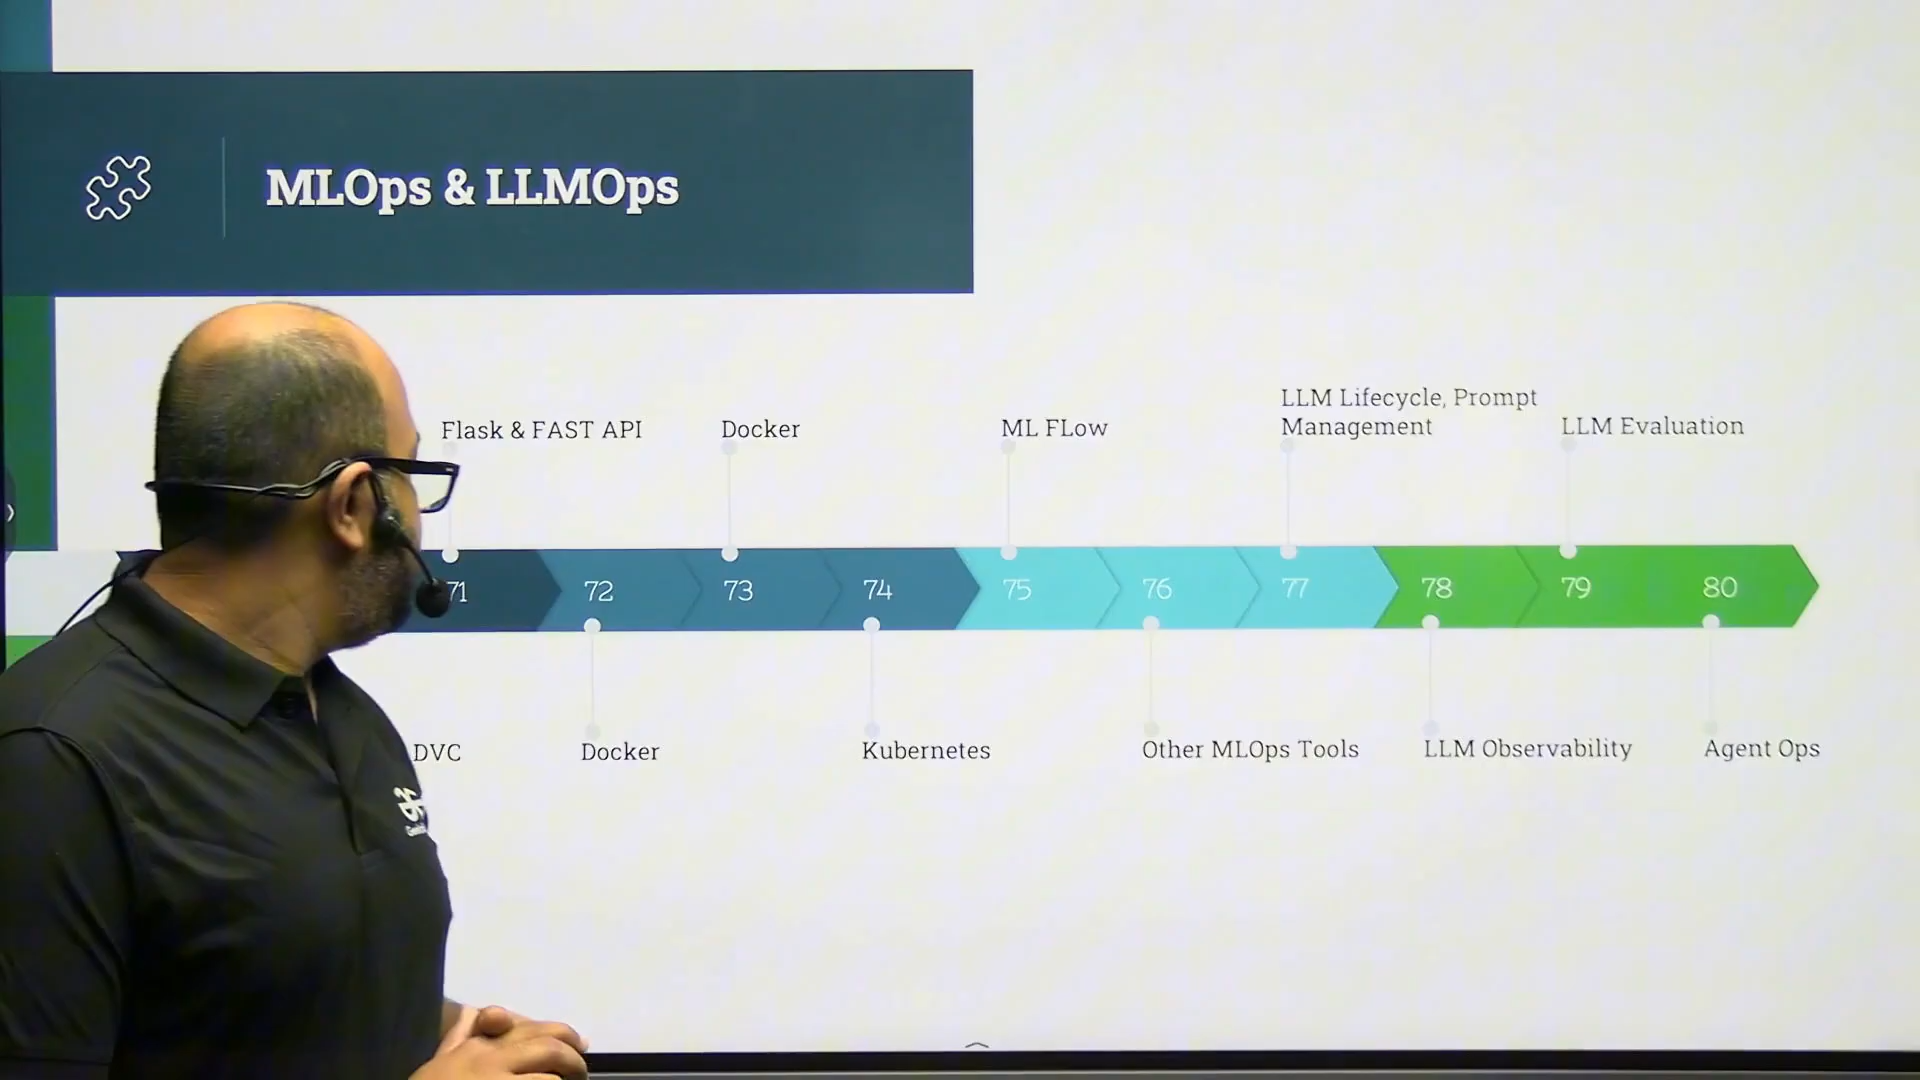 MLOps & LLMOps
Flask & FAST API
Docker
ML FLow
LLM Lifecycle, Prompt
Management
LLM Evaluation
71
72
73
74
75
76
77
78
79
80
DVC
Docker
Kubernetes
Other MLOps Tools
LLM Observability
Agent Ops